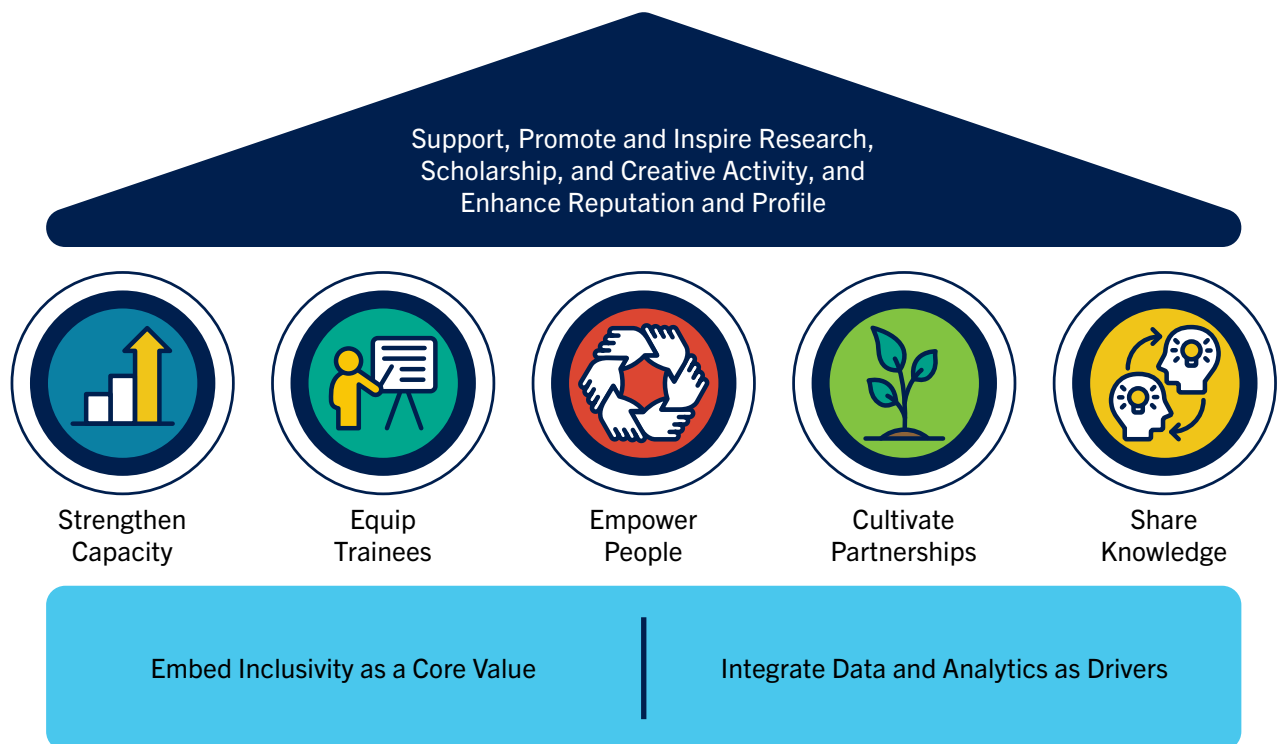 Support, Promote and Inspire Research,
Scholarship, and Creative Activity, and
Enhance Reputation and Profile
Strengthen
Capacity
Equip
Trainees
Empower
People
Cultivate
Partnerships
Share
Knowledge
Embed Inclusivity as a Core Value
Integrate Data and Analytics as Drivers